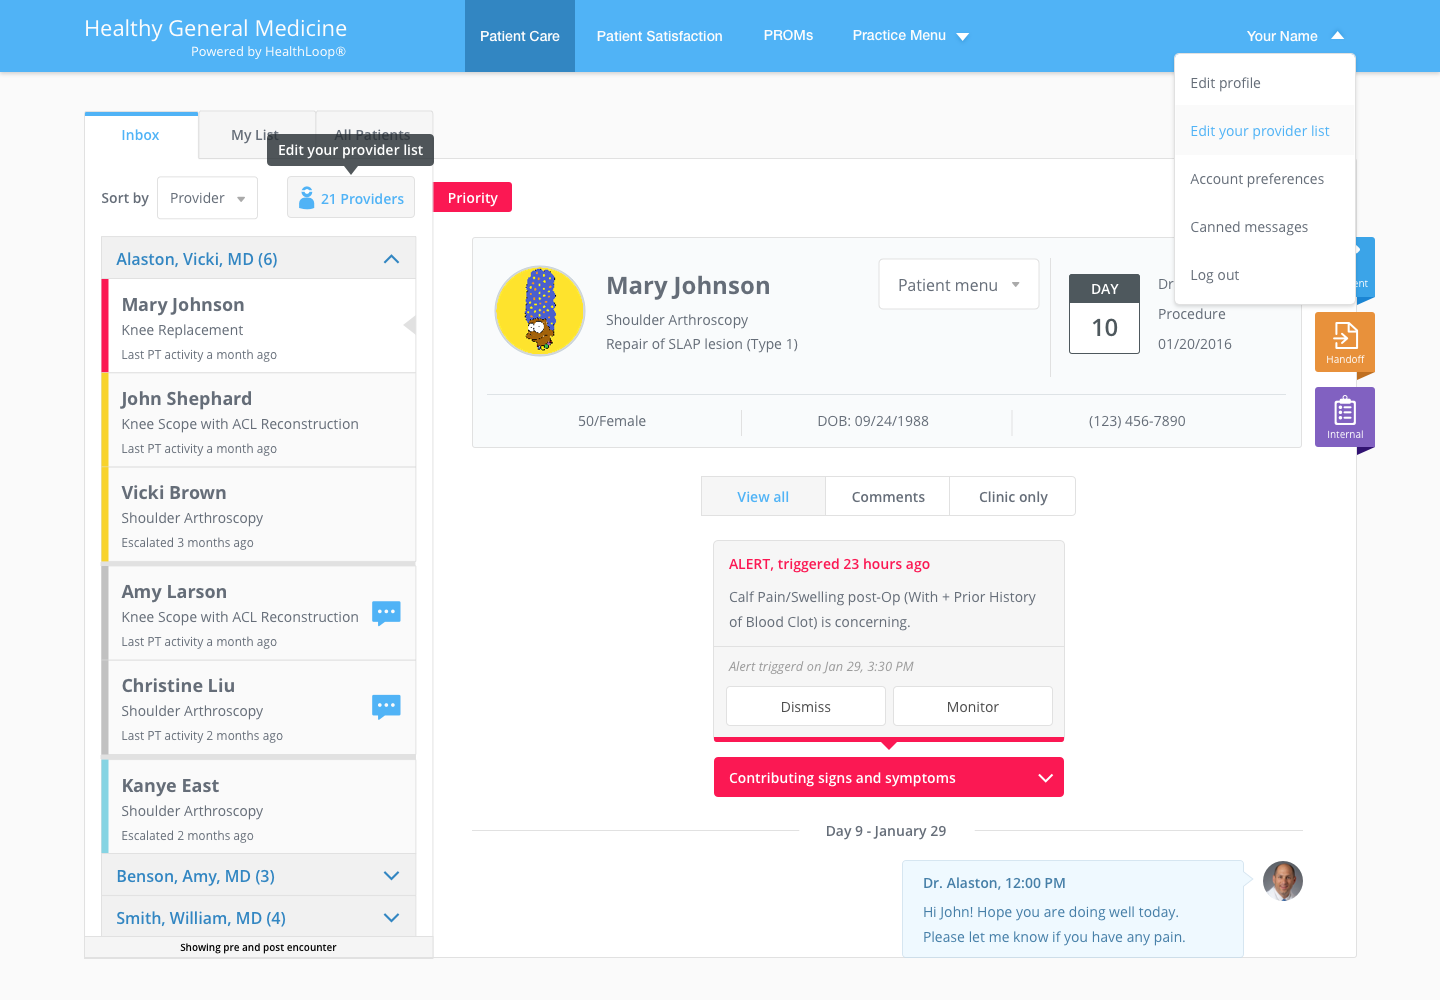 Healthy General Medicine
Powered by HealthLoop®
Patient Care
Patient Satisfaction
PROMs
Practice Menu
Your Name
Edit profile
Edit your provider list
Account preferences
Canned messages
Log out
Inbox
My List
All Patients
Edit your provider list
Sort by
Provider
21 Providers
Priority
Alaston, Vicki, MD (6)
Mary Johnson
Knee Replacement
Last PT activity a month ago
John Shephard
Knee Scope with ACL Reconstruction
Last PT activity a month ago
Vicki Brown
Shoulder Arthroscopy
Escalated 3 months ago
Amy Larson
Knee Scope with ACL Reconstruction
Last PT activity a month ago
Christine Liu
Shoulder Arthroscopy
Last PT activity 2 months ago
Kanye East
Shoulder Arthroscopy
Escalated 2 months ago
Benson, Amy, MD (3)
Smith, William, MD (4)
Showing pre and post encounter
Mary Johnson
Shoulder Arthroscopy
Repair of SLAP lesion (Type 1)
Patient menu
DAY
10
Dr
Procedure
01/20/2016
50/Female
DOB: 09/24/1988
(123) 456-7890
ent
Handoff
Internal
View all
Comments
Clinic only
ALERT, triggered 23 hours ago
Calf Pain/Swelling post-Op (With + Prior History
of Blood Clot) is concerning.
Alert triggerd on Jan 29, 3:30 PM
Dismiss
Monitor
Contributing signs and symptoms
Day 9 - January 29
Dr. Alaston, 12:00 PM
Hi John! Hope you are doing well today.
Please let me know if you have any pain.